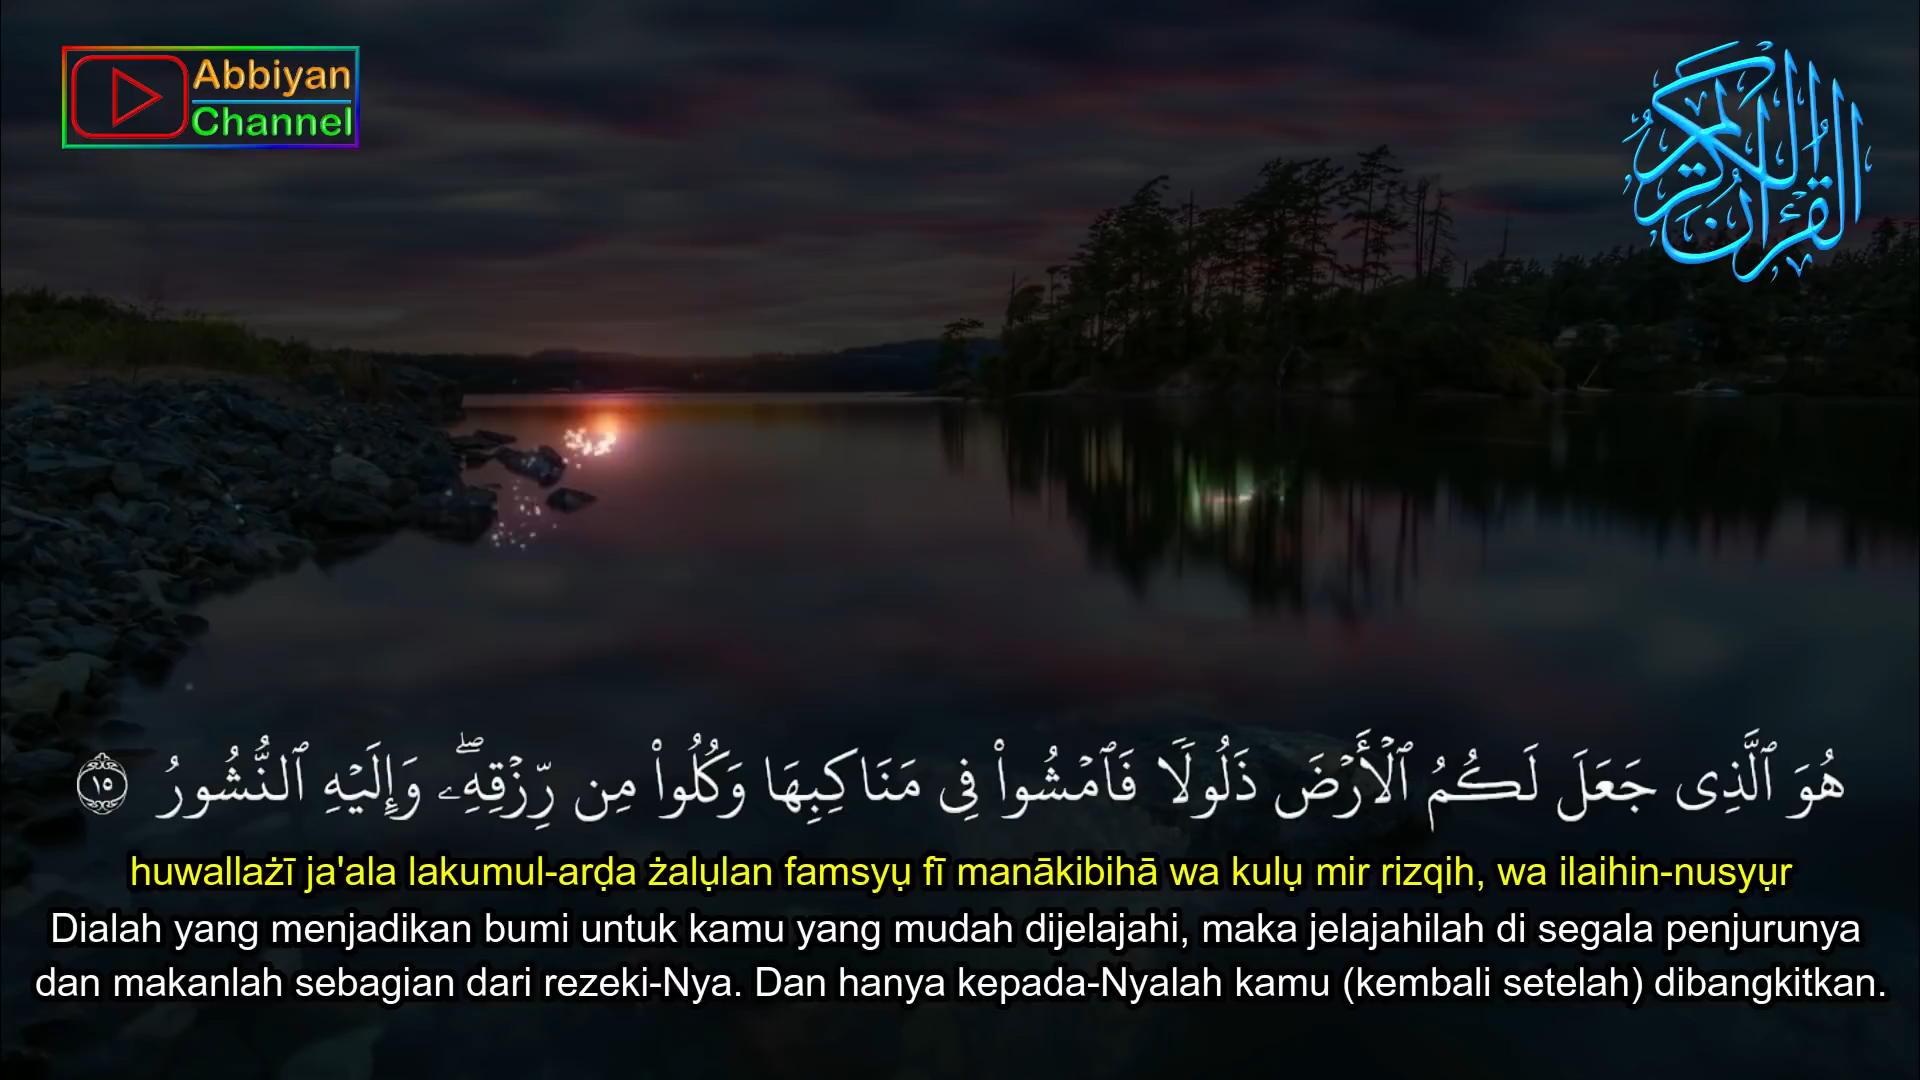 Abbiyan
Channel
القرآن الكريم
هُوَ ٱلَّذِى جَعَلَ لَكُمُ ٱلْأَرْضَ ذَلُولًا فَٱمْشُوا۟ فِى مَنَاكِبِهَا وَكُلُوا۟ مِن رِّزْقِهِۦ ۖ وَإِلَيْهِ ٱلنُّشُورُ ١٥
huwallażī ja'ala lakumul-arḍa żalụlan famsyụ fī manākibihā wa kulụ mir rizqih, wa ilaihin-nusyụr
Dialah yang menjadikan bumi untuk kamu yang mudah dijelajahi, maka jelajahilah di segala penjurunya
dan makanlah sebagian dari rezeki-Nya. Dan hanya kepada-Nyalah kamu (kembali setelah) dibangkitkan.